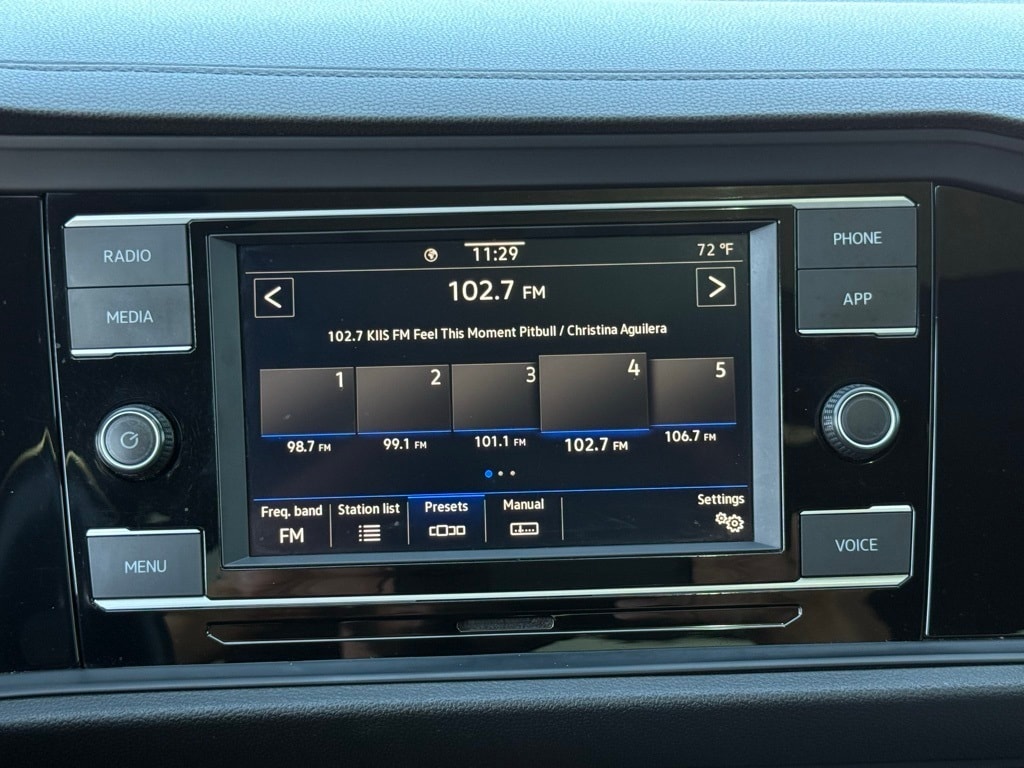 RADIO
MEDIA
MENU
11:29
72 °F
102.7 FM
102.7 KIIS FM Feel This Moment Pitbull / Christina Aguilera
1 2 3 4 5
98.7 FM 99.1 FM 101.1 FM 102.7 FM 106.7 FM
Freq. band Station list Presets Manual Settings
FM
PHONE
APP
VOICE